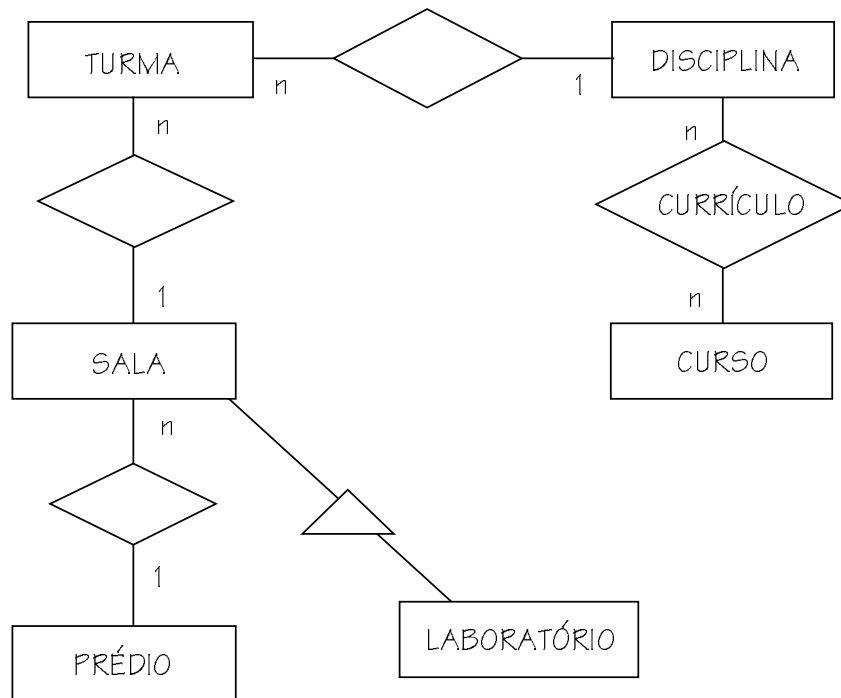 TURMA
n
1
DISCIPLINA
n
n
CURRÍCULO
1
n
SALA
CURSO
n
1
LABORATÓRIO
PRÉDIO